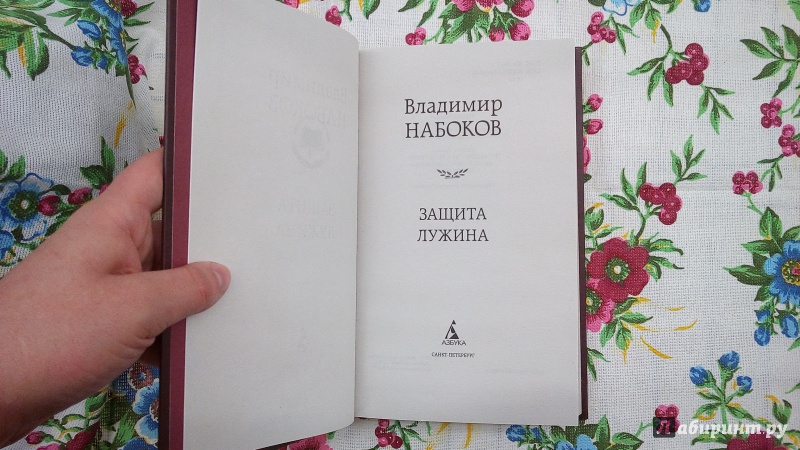 Владимир
НАБОКОВ
ЗАЩИТА
ЛУЖИНА
АЗБУКА
САНКТ-ПЕТЕРБУРГ
Лабиринт.ру